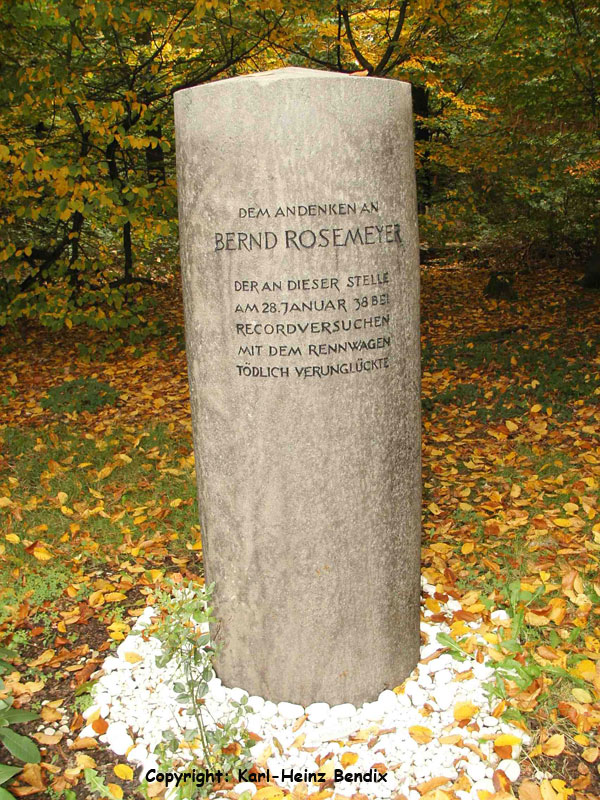 DEM ANDENKEN AN
BERND ROSEMEYER
DER AN DIESER STELLE
AM 28. JANUAR 38 BEI
RECORDVERSUCHEN
MIT DEM RENNWAGEN
TÖDLICH VERUNGLÜCKTE
Copyright: Karl-Heinz Bendix